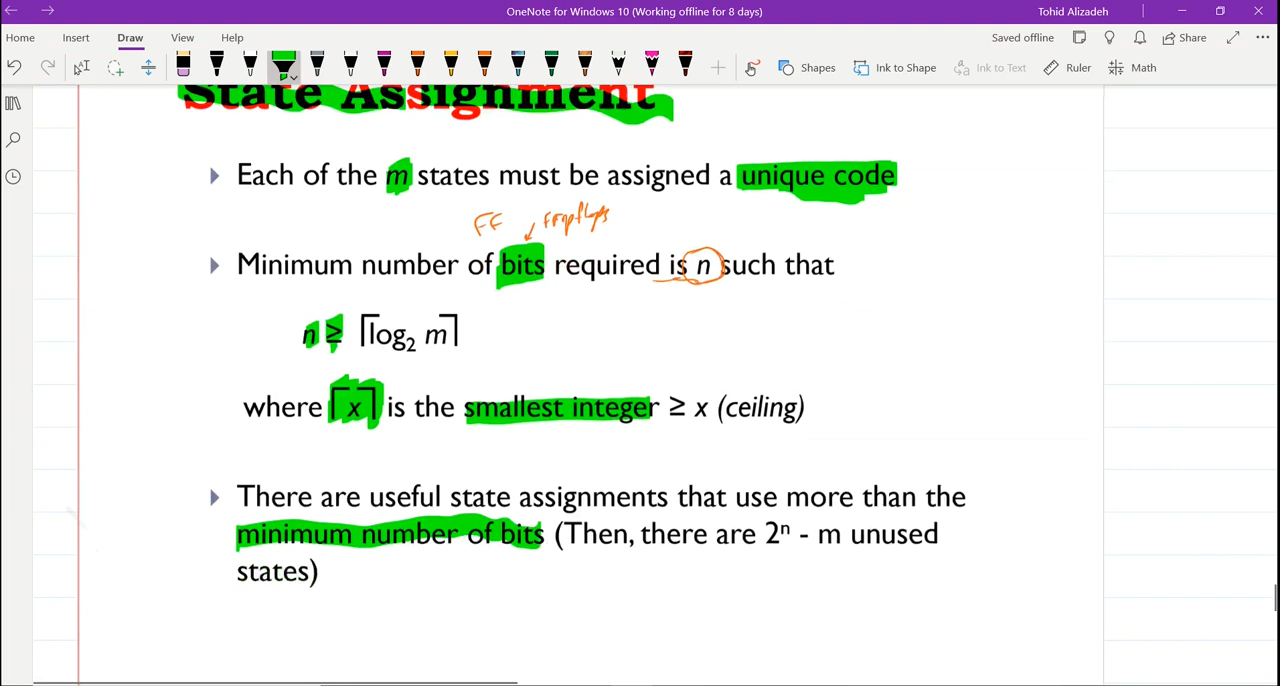 OneNote for Windows 10 (Working offline for 8 days)
Tohid Alizadeh
Home Insert Draw View Help
Saved offline
Share
Shapes
Ink to Shape
Ink to Text
Ruler
Math
State Assignment
Each of the m states must be assigned a unique code
FF
Minimum number of bits required is n such that
n ≥ ⌈log₂ m⌉
where ⌈x⌉ is the smallest integer ≥ x (ceiling)
There are useful state assignments that use more than the
minimum number of bits (Then, there are 2ⁿ - m unused
states)